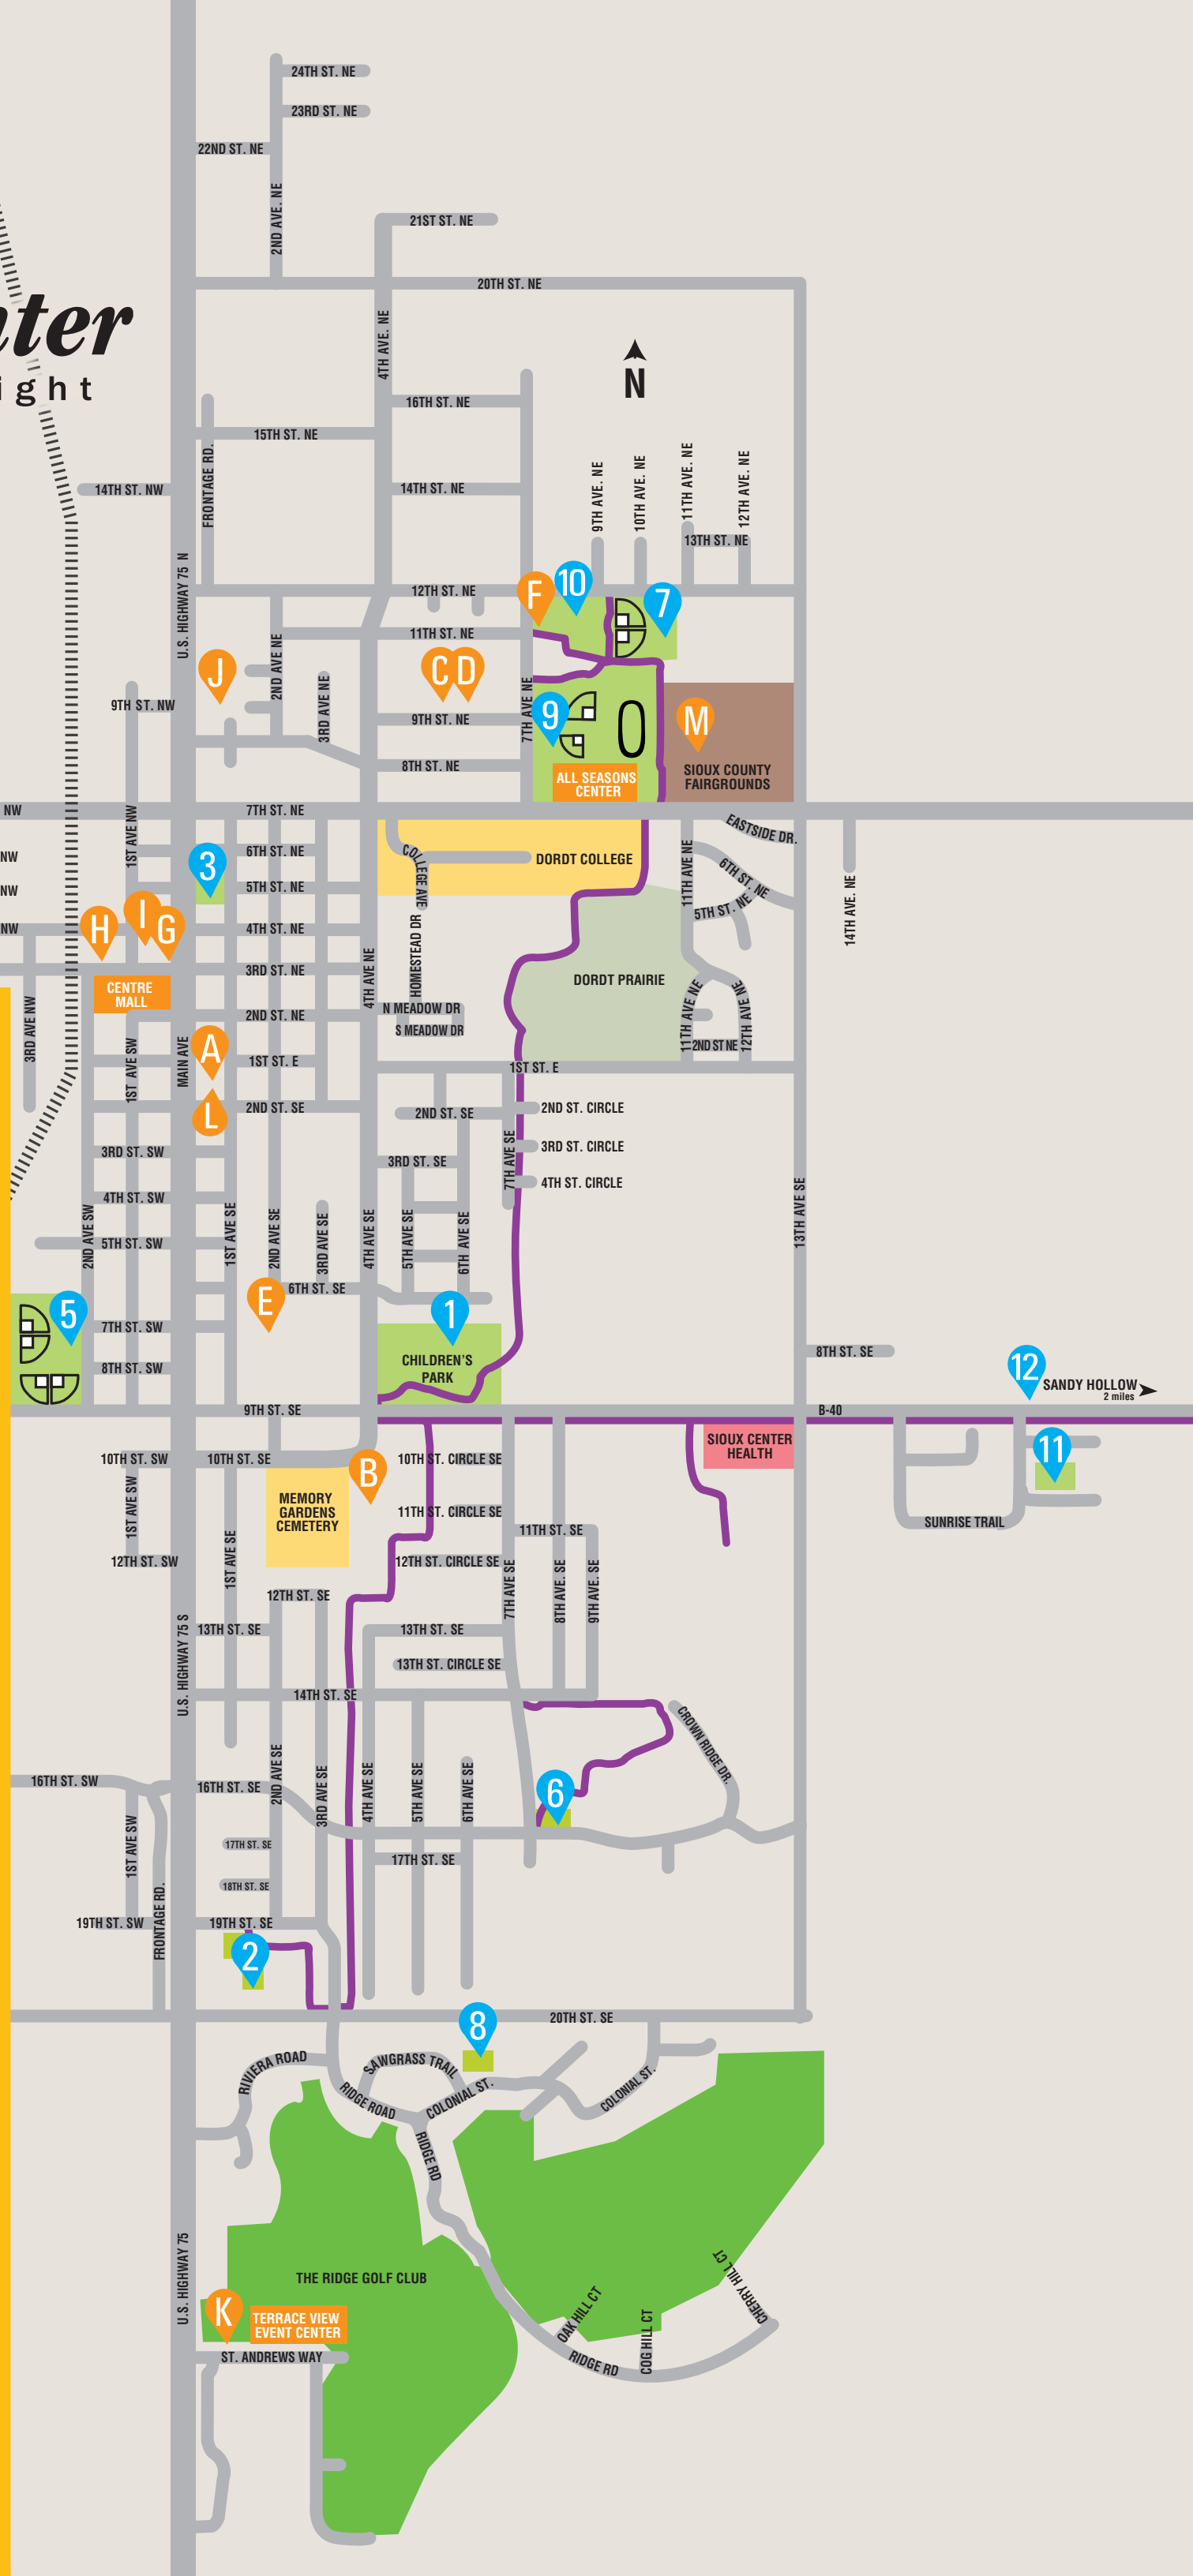 24TH ST. NE
23RD ST. NE
22ND ST. NE
2ND AVE. NE
21ST ST. NE
20TH ST. NE
nter
ight
4TH AVE. NE
N
16TH ST. NE
15TH ST. NE
FRONTAGE RD.
14TH ST. NW
14TH ST. NE
9TH AVE. NE
10TH AVE. NE
11TH AVE. NE
12TH AVE. NE
13TH ST. NE
U.S. HIGHWAY 75 N
12TH ST. NE
F
10
7
11TH ST. NE
J
2ND AVE NE
3RD AVE NE
C
D
9TH ST. NW
9TH ST. NE
7TH AVE NE
9
0
M
8TH ST. NE
ALL SEASONS
CENTER
SIOUX COUNTY
FAIRGROUNDS
NW
7TH ST. NE
1ST AVE NW
EASTSIDE DR.
NW
3
6TH ST. NE
COLLEGE AVE
DORDT COLLEGE
11TH AVE NE
6TH ST. NE
NW
5TH ST. NE
5TH ST. NE
14TH AVE. NE
NW
H
I
G
4TH ST. NE
HOMESTEAD DR
3RD ST. NE
4TH AVE NE
DORDT PRAIRIE
CENTRE
MALL
N MEADOW DR
S MEADOW DR
2ND ST. NE
11TH AVE NE
12TH AVE NE
2ND ST NE
3RD AVE NW
1ST AVE SW
MAIN AVE
A
1ST ST. E
1ST ST. E
L
2ND ST. SE
2ND ST. SE
2ND ST. CIRCLE
3RD ST. SW
3RD ST. SE
7TH AVE SE
3RD ST. CIRCLE
4TH ST. CIRCLE
4TH ST. SW
2ND AVE SW
5TH ST. SW
1ST AVE SE
2ND AVE SE
3RD AVE SE
4TH AVE SE
5TH AVE SE
6TH AVE SE
13TH AVE SE
6TH ST. SE
E
1
5
7TH ST. SW
8TH ST. SW
CHILDREN'S
PARK
8TH ST. SE
12
SANDY HOLLOW
2 miles
9TH ST. SE
B-40
SIOUX CENTER
HEALTH
11
10TH ST. SW
10TH ST. SE
B
10TH ST. CIRCLE SE
MEMORY
GARDENS
CEMETERY
1ST AVE SW
11TH ST. CIRCLE SE
SUNRISE TRAIL
11TH ST. SE
12TH ST. SW
1ST AVE SE
12TH ST. CIRCLE SE
7TH AVE SE
8TH AVE. SE
9TH AVE. SE
12TH ST. SE
U.S. HIGHWAY 75 S
13TH ST. SE
13TH ST. SE
13TH ST. CIRCLE SE
14TH ST. SE
CROWN RIDGE DR.
16TH ST. SW
16TH ST. SE
2ND AVE SE
3RD AVE SE
4TH AVE SE
5TH AVE SE
6TH AVE SE
6
1ST AVE SW
17TH ST. SE
17TH ST. SE
18TH ST. SE
FRONTAGE RD.
19TH ST. SW
19TH ST. SE
2
20TH ST. SE
8
RIVIERA ROAD
SAWGRASS TRAIL
RIDGE ROAD
COLONIAL ST.
COLONIAL ST.
RIDGE RD
U.S. HIGHWAY 75
THE RIDGE GOLF CLUB
K
TERRACE VIEW
EVENT CENTER
ST. ANDREWS WAY
OAK HILL CT
COG HILL CT
CHERRY HILL CT
RIDGE RD